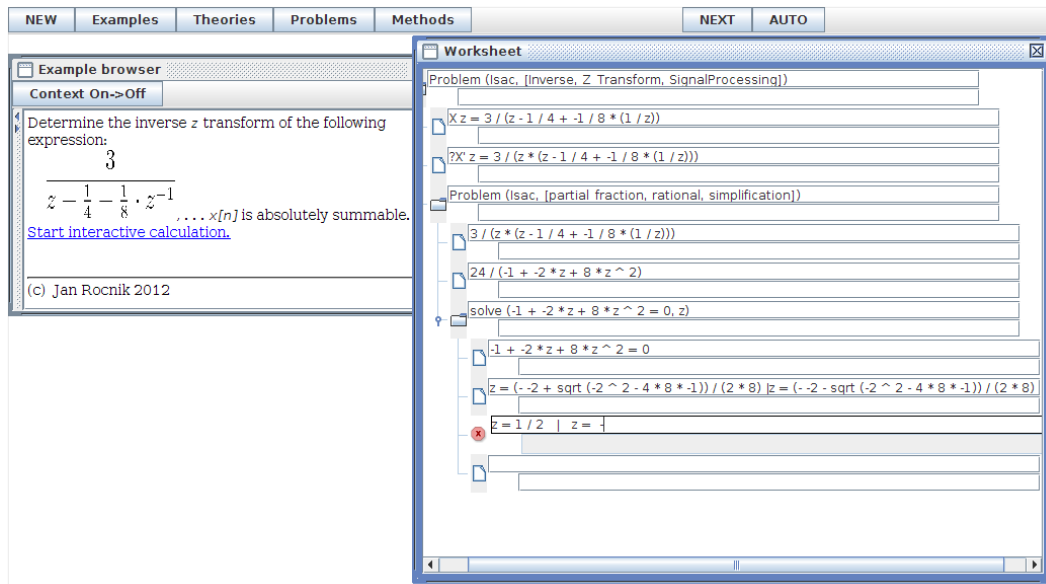 NEW Examples Theories Problems Methods NEXT AUTO
Example browser
Context On->Off
Determine the inverse z transform of the following
expression:
3
z − 1/4 − 1/8 · z⁻¹ , . . . x[n] is absolutely summable.
Start interactive calculation.
(c) Jan Rocnik 2012
Worksheet
Problem (Isac, [Inverse, Z Transform, SignalProcessing])
X z = 3 / (z - 1 / 4 + -1 / 8 * (1 / z))
?X' z = 3 / (z * (z - 1 / 4 + -1 / 8 * (1 / z)))
Problem (Isac, [partial fraction, rational, simplification])
3 / (z * (z - 1 / 4 + -1 / 8 * (1 / z)))
24 / (-1 + -2 * z + 8 * z ^ 2)
solve (-1 + -2 * z + 8 * z ^ 2 = 0, z)
-1 + -2 * z + 8 * z ^ 2 = 0
z = (- -2 + sqrt (-2 ^ 2 - 4 * 8 * -1)) / (2 * 8) |z = (- -2 - sqrt (-2 ^ 2 - 4 * 8 * -1)) / (2 * 8)
z = 1 / 2 | z = -